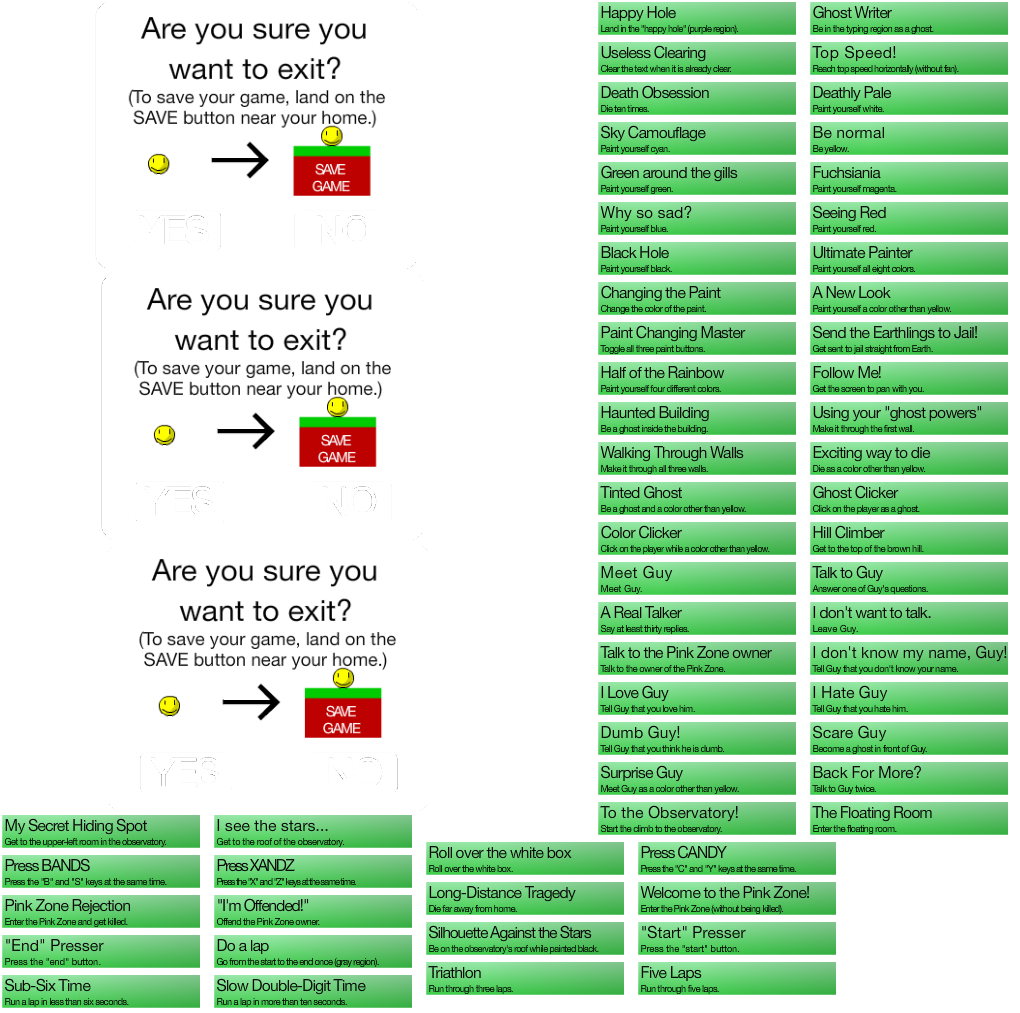 Are you sure you
want to exit?
(To save your game, land on the
SAVE button near your home.)
SAVE
GAME
YES
NO
Are you sure you
want to exit?
(To save your game, land on the
SAVE button near your home.)
SAVE
GAME
YES
NO
Are you sure you
want to exit?
(To save your game, land on the
SAVE button near your home.)
SAVE
GAME
YES
NO
Happy Hole
Land in the "happy hole" (purple region).
Ghost Writer
Be in the typing region as a ghost.
Useless Clearing
Clear the text when it is already clear.
Top Speed!
Reach top speed horizontally (without fan).
Death Obsession
Die ten times.
Deathly Pale
Paint yourself white.
Sky Camouflage
Paint yourself cyan.
Be normal
Be yellow.
Green around the gills
Paint yourself green.
Fuchsiania
Paint yourself magenta.
Why so sad?
Paint yourself blue.
Seeing Red
Paint yourself red.
Black Hole
Paint yourself black.
Ultimate Painter
Paint yourself all eight colors.
Changing the Paint
Change the color of the paint.
A New Look
Paint yourself a color other than yellow.
Paint Changing Master
Toggle all three paint buttons.
Send the Earthlings to Jail!
Get sent to jail straight from Earth.
Half of the Rainbow
Paint yourself four different colors.
Follow Me!
Get the screen to pan with you.
Haunted Building
Be a ghost inside the building.
Using your "ghost powers"
Make it through the first wall.
Walking Through Walls
Make it through all three walls.
Exciting way to die
Die as a color other than yellow.
Tinted Ghost
Be a ghost and a color other than yellow.
Ghost Clicker
Click on the player as a ghost.
Color Clicker
Click on the player while a color other than yellow.
Hill Climber
Get to the top of the brown hill.
Meet Guy
Meet Guy.
Talk to Guy
Answer one of Guy's questions.
A Real Talker
Say at least thirty replies.
I don't want to talk.
Leave Guy.
Talk to the Pink Zone owner
Talk to the owner of the Pink Zone.
I don't know my name, Guy!
Tell Guy that you don't know your name.
I Love Guy
Tell Guy that you love him.
I Hate Guy
Tell Guy that you hate him.
Dumb Guy!
Tell Guy that you think he is dumb.
Scare Guy
Become a ghost in front of Guy.
Surprise Guy
Meet Guy as a color other than yellow.
Back For More?
Talk to Guy twice.
To the Observatory!
Start the climb to the observatory.
The Floating Room
Enter the floating room.
My Secret Hiding Spot
Get to the upper-left room in the observatory.
I see the stars...
Get to the roof of the observatory.
Press BANDS
Press the "B" and "S" keys at the same time.
Press XANDZ
Press the "X" and "Z" keys at the same time.
Pink Zone Rejection
Enter the Pink Zone and get killed.
"I'm Offended!"
Offend the Pink Zone owner.
"End" Presser
Press the "end" button.
Do a lap
Go from the start to the end once (gray region).
Sub-Six Time
Run a lap in less than six seconds.
Slow Double-Digit Time
Run a lap in more than ten seconds.
Roll over the white box
Roll over the white box.
Press CANDY
Press the "C" and "Y" keys at the same time.
Long-Distance Tragedy
Die far away from home.
Welcome to the Pink Zone!
Enter the Pink Zone (without being killed).
Silhouette Against the Stars
Be on the observatory's roof while painted black.
"Start" Presser
Press the "start" button.
Triathlon
Run through three laps.
Five Laps
Run through five laps.